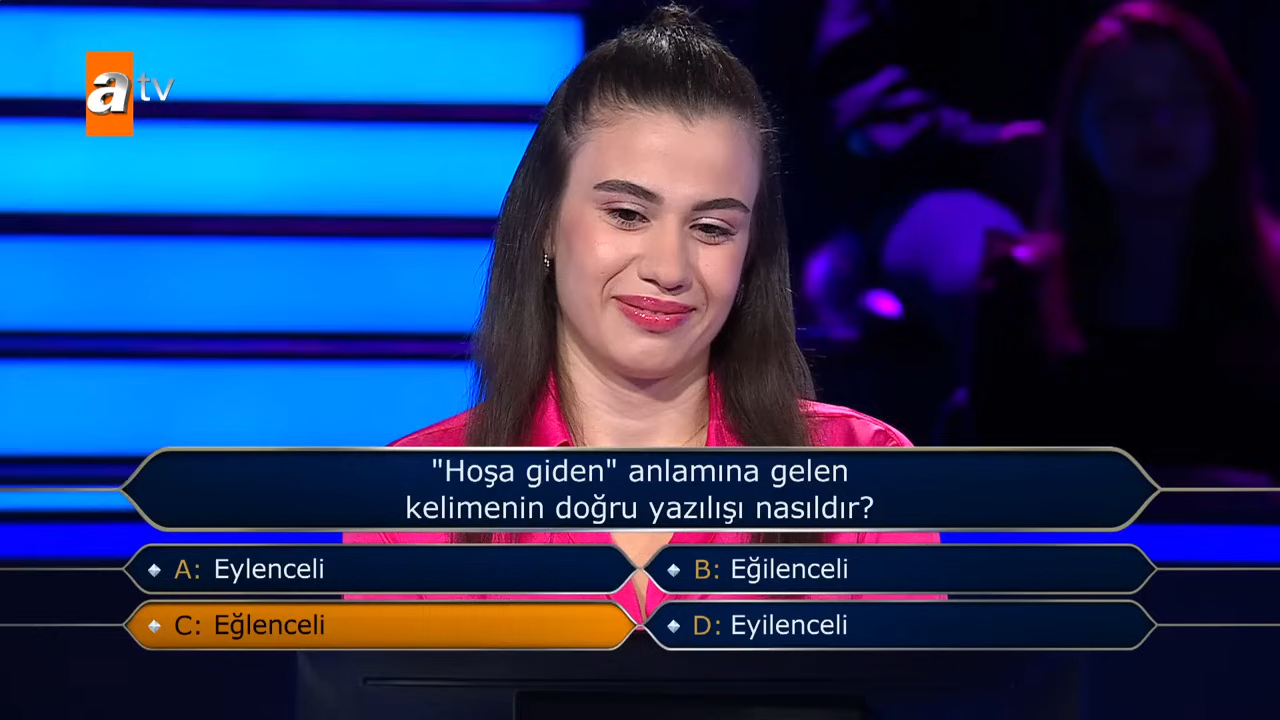 atv
"Hoşa giden" anlamına gelen
kelimenin doğru yazılışı nasıldır?
A: Eylenceli
B: Eğilenceli
C: Eğlenceli
D: Eyilenceli